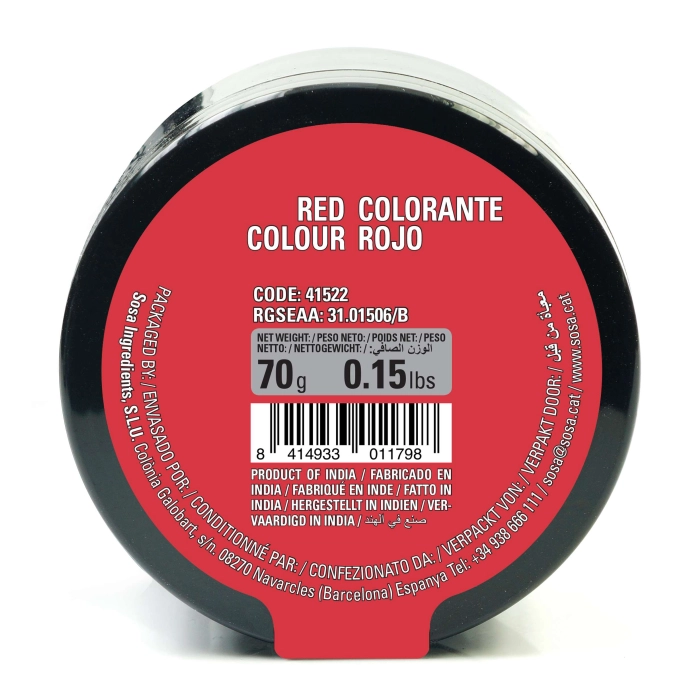 RED COLORANTE
COLOUR ROJO
CODE: 41522
RGSEAA: 31.01506/B
NET WEIGHT: / PESO NETO: / POIDS NET: / PESO
NETTO: / NETTOGEWICHT: / الوزن الصافي:
70g 0.15lbs
8 414933 011798
PRODUCT OF INDIA / FABRICADO EN
INDIA / FABRIQUÉ EN INDE / FATTO IN
INDIA / HERGESTELLT IN INDIEN / VER-
VAARDIGD IN INDIA / صنع في الهند
PACKAGED BY: / ENVASADO POR: / CONDITIONNÉ PAR: / CONFEZIONATO DA: / VERPACKT VON: / VERPAKT DOOR: / معبأة من قبل
Sosa Ingredients, S.L.U. Colònia Galobart, s/n. 08270 Navarcles (Barcelona) Espanya Tel: +34 938 666 111 / sosa@sosa.cat / www.sosa.cat